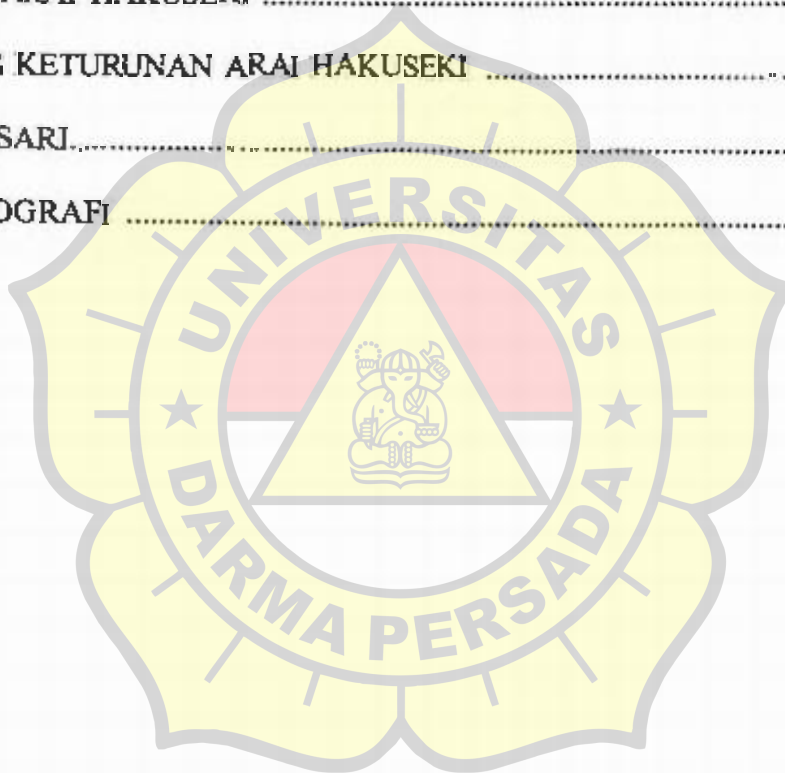 KETURUNAN ARAI HAKUSEKI ........................................
SARI ........................................
OGRAFI ........................................
UNIVERSITAS
DARMA PERSADA